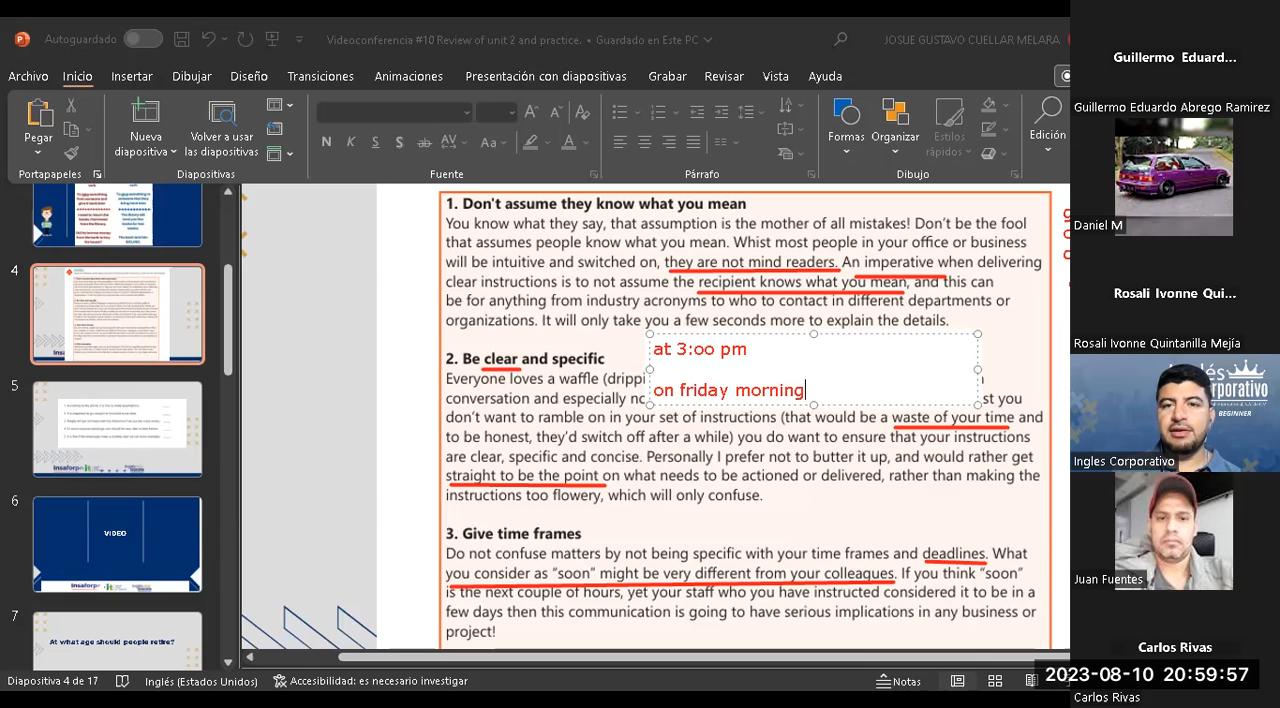 Autoguardado
Videoconferencia #10 Review of unit 2 and practice. • Guardado en Este PC
JOSUE GUSTAVO CUELLAR MELARA
Archivo Inicio Insertar Dibujar Diseño Transiciones Animaciones Presentación con diapositivas Grabar Revisar Vista Ayuda
Pegar
Nueva diapositiva
Volver a usar las diapositivas
Formas
Organizar
Estilos rápidos
Edición
Portapapeles Diapositivas Fuente Párrafo Dibujo
4
5
6
VIDEO
7
At what age should people retire?
1. Don't assume they know what you mean
You know what they say, that assumption is the mother of all mistakes! Don't be the fool
that assumes people know what you mean. Whist most people in your office or business
will be intuitive and switched on, they are not mind readers. An imperative when delivering
clear instructions is to not assume the recipient knows what you mean, and this can
be for anything from industry acronyms to who to contact in different departments or
organizations. It will only take you a few seconds more to explain the details.
at 3:00 pm
on friday morning
2. Be clear and specific
Everyone loves a waffle (drippi
conversation and especially no
st you
don't want to ramble on in your set of instructions (that would be a waste of your time and
to be honest, they'd switch off after a while) you do want to ensure that your instructions
are clear, specific and concise. Personally I prefer not to butter it up, and would rather get
straight to be the point on what needs to be actioned or delivered, rather than making the
instructions too flowery, which will only confuse.
3. Give time frames
Do not confuse matters by not being specific with your time frames and deadlines. What
you consider as “soon” might be very different from your colleagues. If you think “soon”
is the next couple of hours, yet your staff who you have instructed considered it to be in a
few days then this communication is going to have serious implications in any business or
project!
Diapositiva 4 de 17
Inglés (Estados Unidos)
Accesibilidad: es necesario investigar
Notas
Guillermo Eduard...
Guillermo Eduardo Abrego Ramirez
Daniel M
Rosali Ivonne Qui...
Rosali Ivonne Quintanilla Mejía
BEGINNER
Ingles Corporativo
Juan Fuentes
Carlos Rivas
2023-08-10 20:59:57
Carlos Rivas